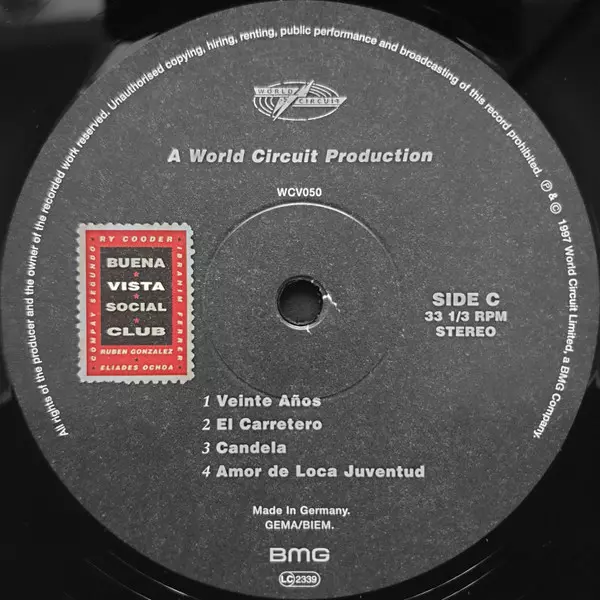 All rights of the producer and the owner of the recorded work reserved. Unauthorised copying, hiring, renting, public performance and broadcasting of this record prohibited. ℗ & © 1997 World Circuit Limited, a BMG Company.
WORLD CIRCUIT
A World Circuit Production
WCV050
RY COODER
COMPAY SEGUNDO
IBRAHIM FERRER
BUENA
VISTA
SOCIAL
CLUB
RUBEN GONZALEZ
ELIADES OCHOA
SIDE C
33 1/3 RPM
STEREO
1 Veinte Años
2 El Carretero
3 Candela
4 Amor de Loca Juventud
Made In Germany.
GEMA/BIEM.
BMG
LC 2339